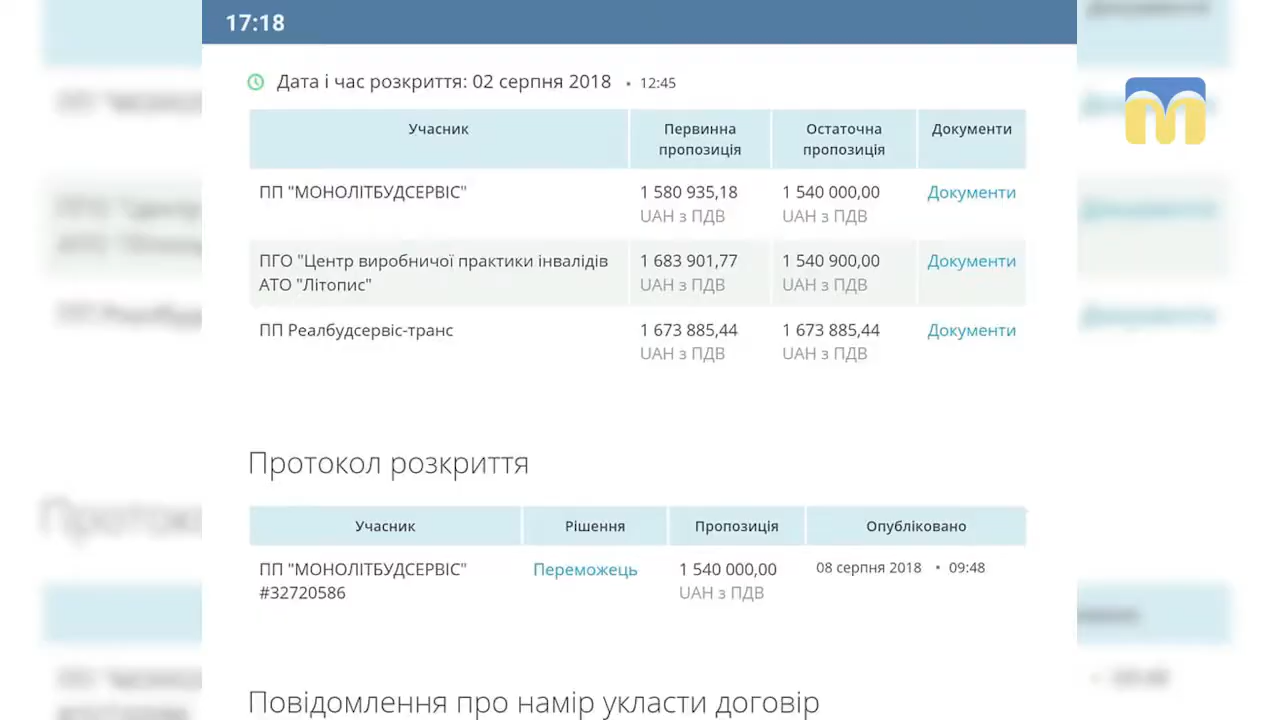 17:18
Дата і час розкриття: 02 серпня 2018 • 12:45
Учасник Первинна пропозиція Остаточна пропозиція Документи
ПП "МОНОЛІТБУДСЕРВІС" 1 580 935,18 1 540 000,00 Документи
UAH з ПДВ UAH з ПДВ
ПГО "Центр виробничої практики інвалідів 1 683 901,77 1 540 900,00 Документи
АТО "Літопис" UAH з ПДВ UAH з ПДВ
ПП Реалбудсервіс-транс 1 673 885,44 1 673 885,44 Документи
UAH з ПДВ UAH з ПДВ
Протокол розкриття
Учасник Рішення Пропозиція Опубліковано
ПП "МОНОЛІТБУДСЕРВІС" Переможець 1 540 000,00 08 серпня 2018 • 09:48
#32720586 UAH з ПДВ
Повідомлення про намір укласти договір